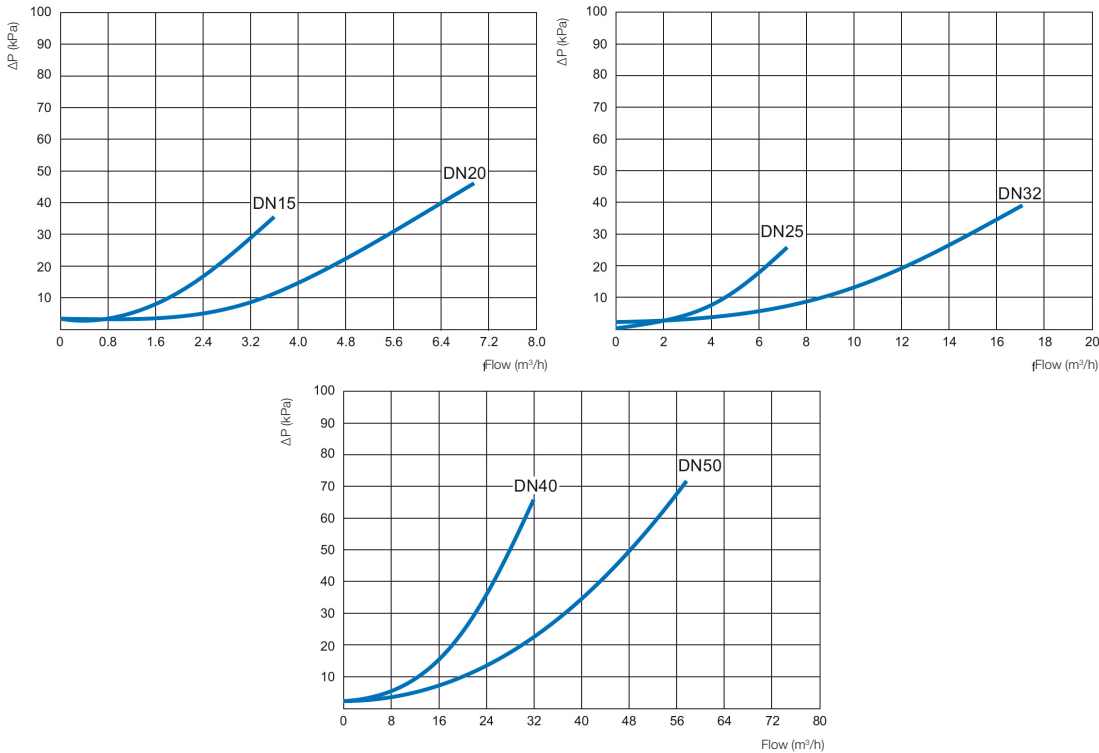 ΔP (kPa)
100
90
80
70
60
50
40
30
20
10
DN15
DN20
0 0.8 1.6 2.4 3.2 4.0 4.8 5.6 6.4 7.2 8.0
fFlow (m³/h)
ΔP (kPa)
100
90
80
70
60
50
40
30
20
10
DN25
DN32
0 2 4 6 8 10 12 14 16 18 20
fFlow (m³/h)
ΔP (kPa)
100
90
80
70
60
50
40
30
20
10
DN40
DN50
0 8 16 24 32 40 48 56 64 72 80
Flow (m³/h)